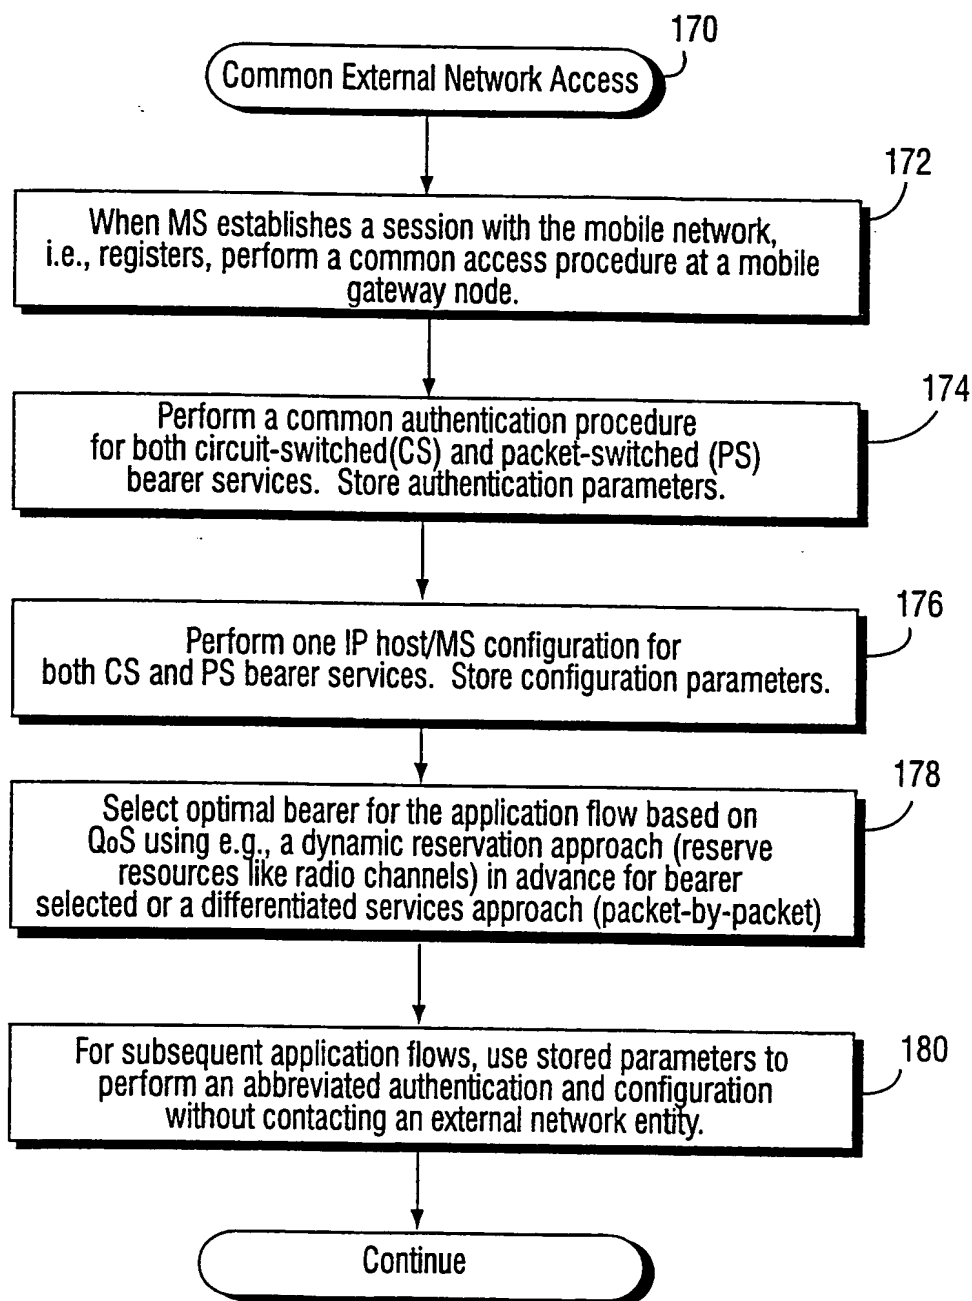 170
Common External Network Access
172
When MS establishes a session with the mobile network,
i.e., registers, perform a common access procedure at a mobile
gateway node.
174
Perform a common authentication procedure
for both circuit-switched(CS) and packet-switched (PS)
bearer services. Store authentication parameters.
176
Perform one IP host/MS configuration for
both CS and PS bearer services. Store configuration parameters.
178
Select optimal bearer for the application flow based on
QoS using e.g., a dynamic reservation approach (reserve
resources like radio channels) in advance for bearer
selected or a differentiated services approach (packet-by-packet)
180
For subsequent application flows, use stored parameters to
perform an abbreviated authentication and configuration
without contacting an external network entity.
Continue